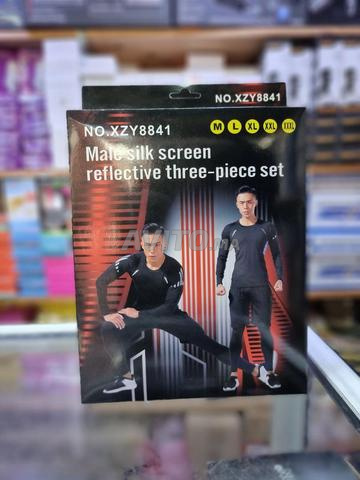 NO.XZY8841
NO.XZY8841
M L XL XXL XXXL
Male silk screen
reflective three-piece set